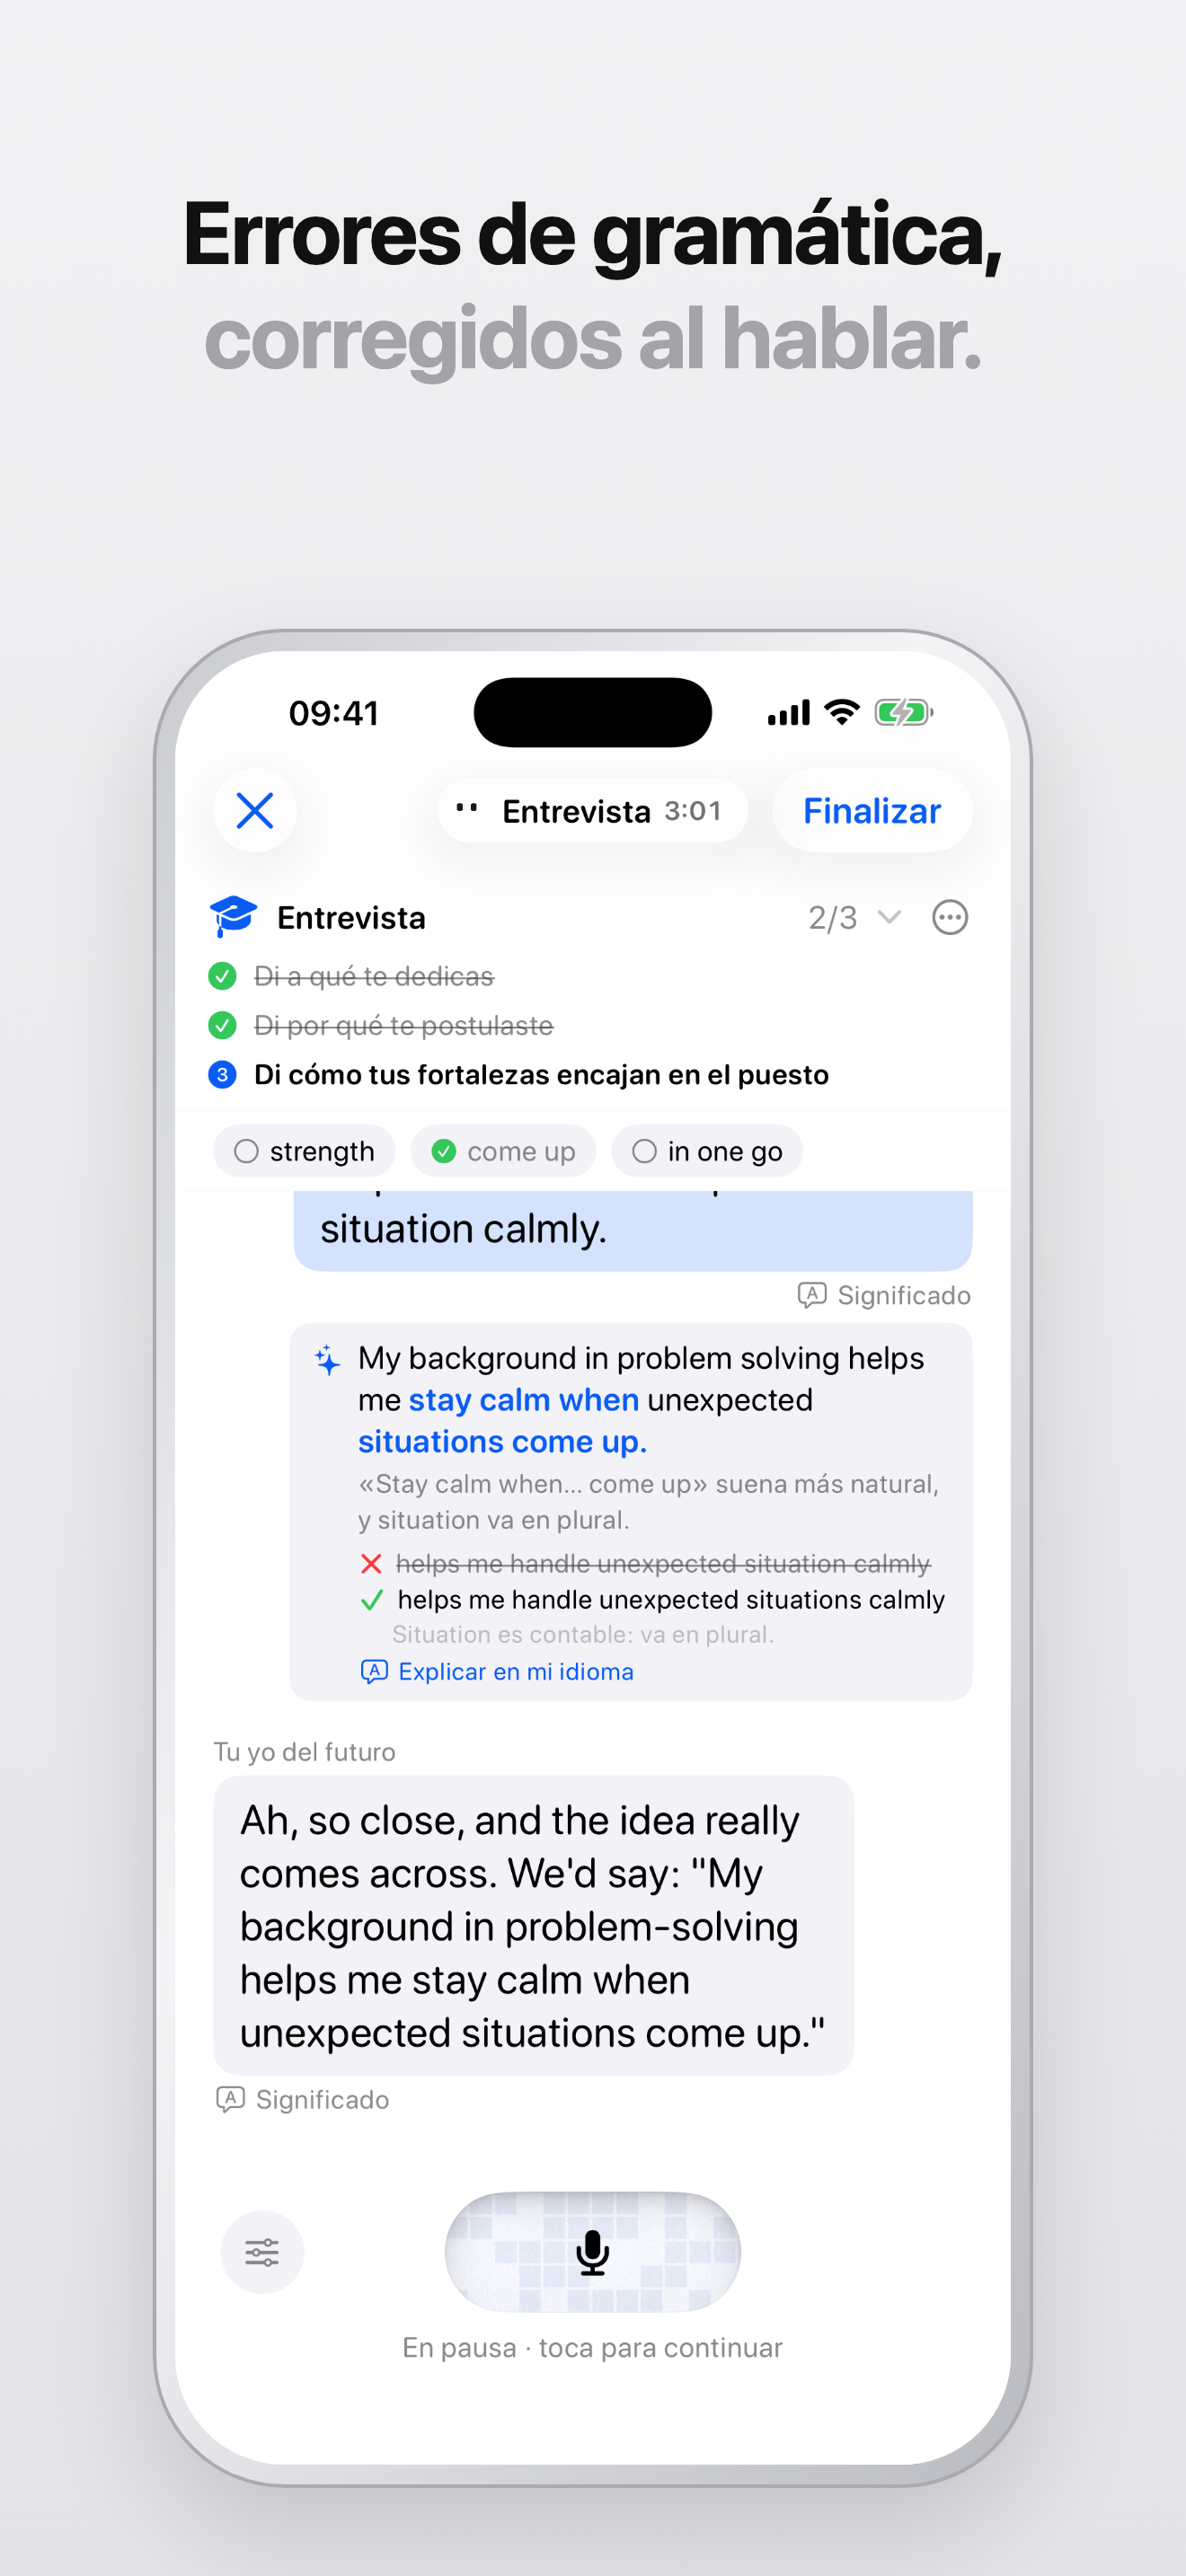 Errores de gramática,
corregidos al hablar.
09:41
Entrevista 3:01
Finalizar
Entrevista
2/3
Di a qué te dedicas
Di por qué te postulaste
3 Di cómo tus fortalezas encajan en el puesto
strength
come up
in one go
situation calmly.
A Significado
My background in problem solving helps
me stay calm when unexpected
situations come up.
«Stay calm when... come up» suena más natural,
y situation va en plural.
helps me handle unexpected situation calmly
helps me handle unexpected situations calmly
Situation es contable: va en plural.
A Explicar en mi idioma
Tu yo del futuro
Ah, so close, and the idea really
comes across. We'd say: "My
background in problem-solving
helps me stay calm when
unexpected situations come up."
A Significado
En pausa · toca para continuar